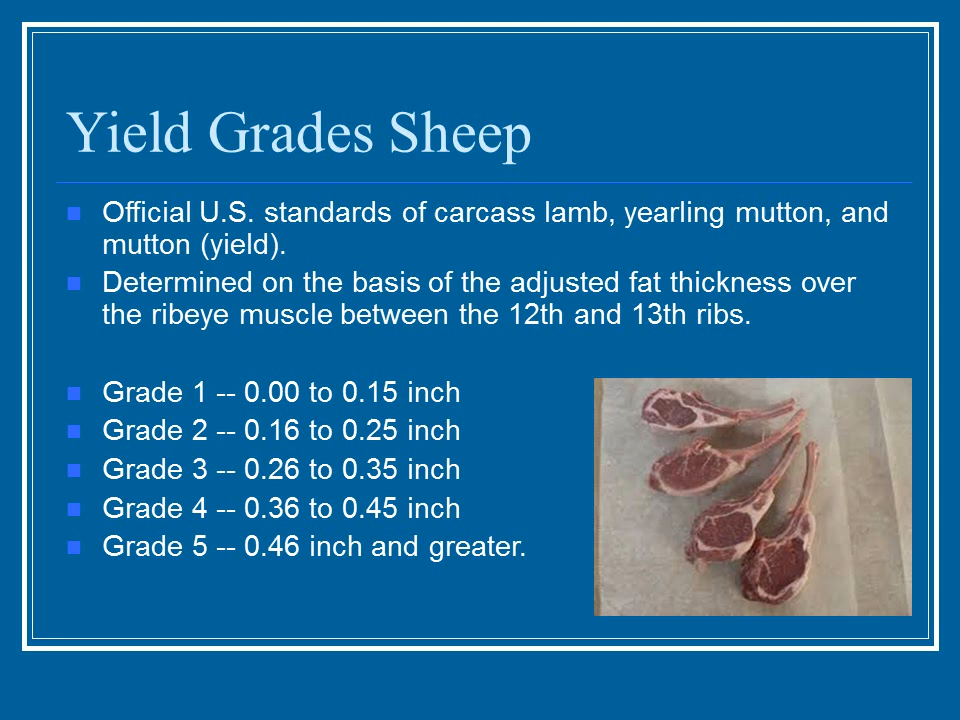 Yield Grades Sheep
Official U.S. standards of carcass lamb, yearling mutton, and
mutton (yield).
Determined on the basis of the adjusted fat thickness over
the ribeye muscle between the 12th and 13th ribs.
Grade 1 -- 0.00 to 0.15 inch
Grade 2 -- 0.16 to 0.25 inch
Grade 3 -- 0.26 to 0.35 inch
Grade 4 -- 0.36 to 0.45 inch
Grade 5 -- 0.46 inch and greater.